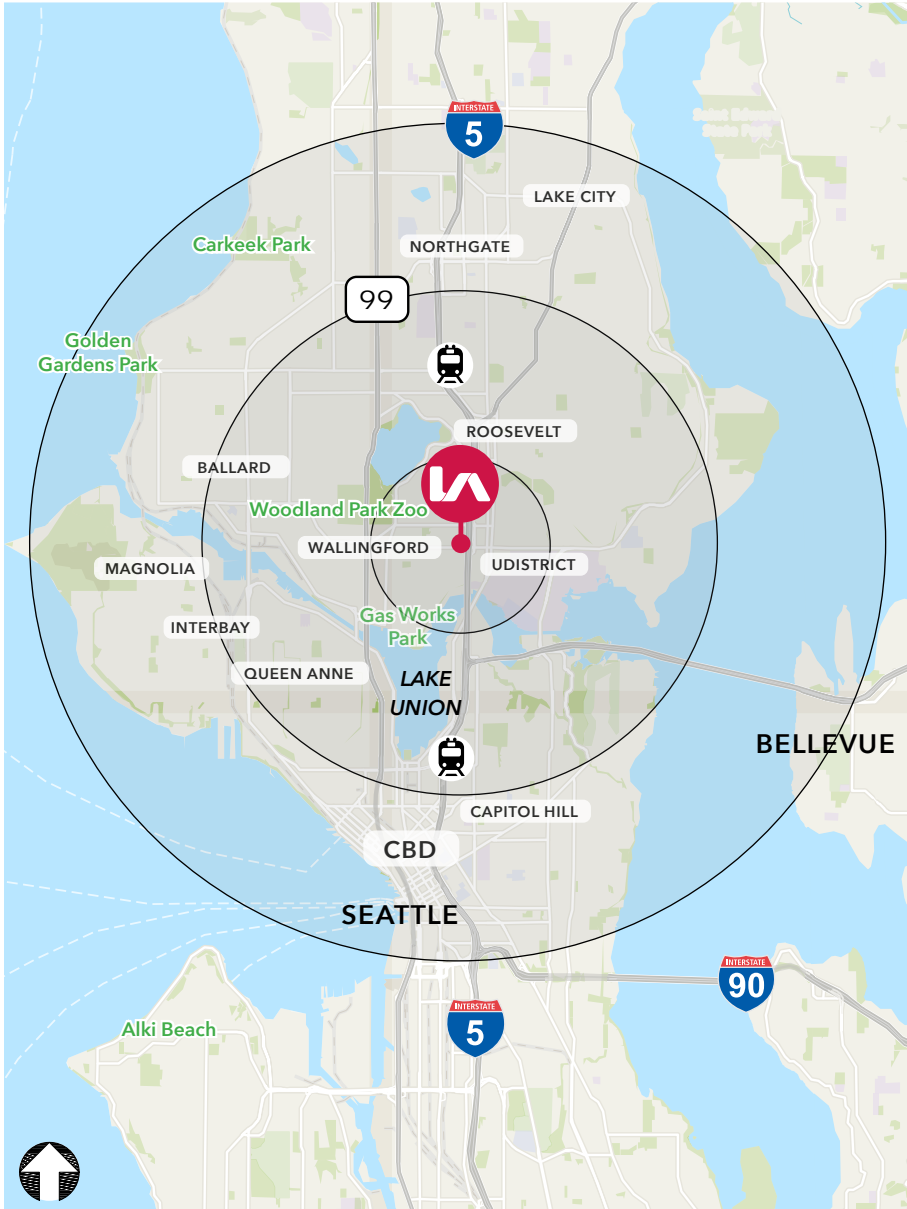 INTERSTATE
5
LAKE CITY
Carkeek Park
NORTHGATE
99
Golden
Gardens Park
ROOSEVELT
BALLARD
Woodland Park Zoo
WALLINGFORD
UDISTRICT
MAGNOLIA
Gas Works
Park
INTERBAY
QUEEN ANNE
LAKE
UNION
BELLEVUE
CAPITOL HILL
CBD
SEATTLE
INTERSTATE
90
INTERSTATE
5
Alki Beach